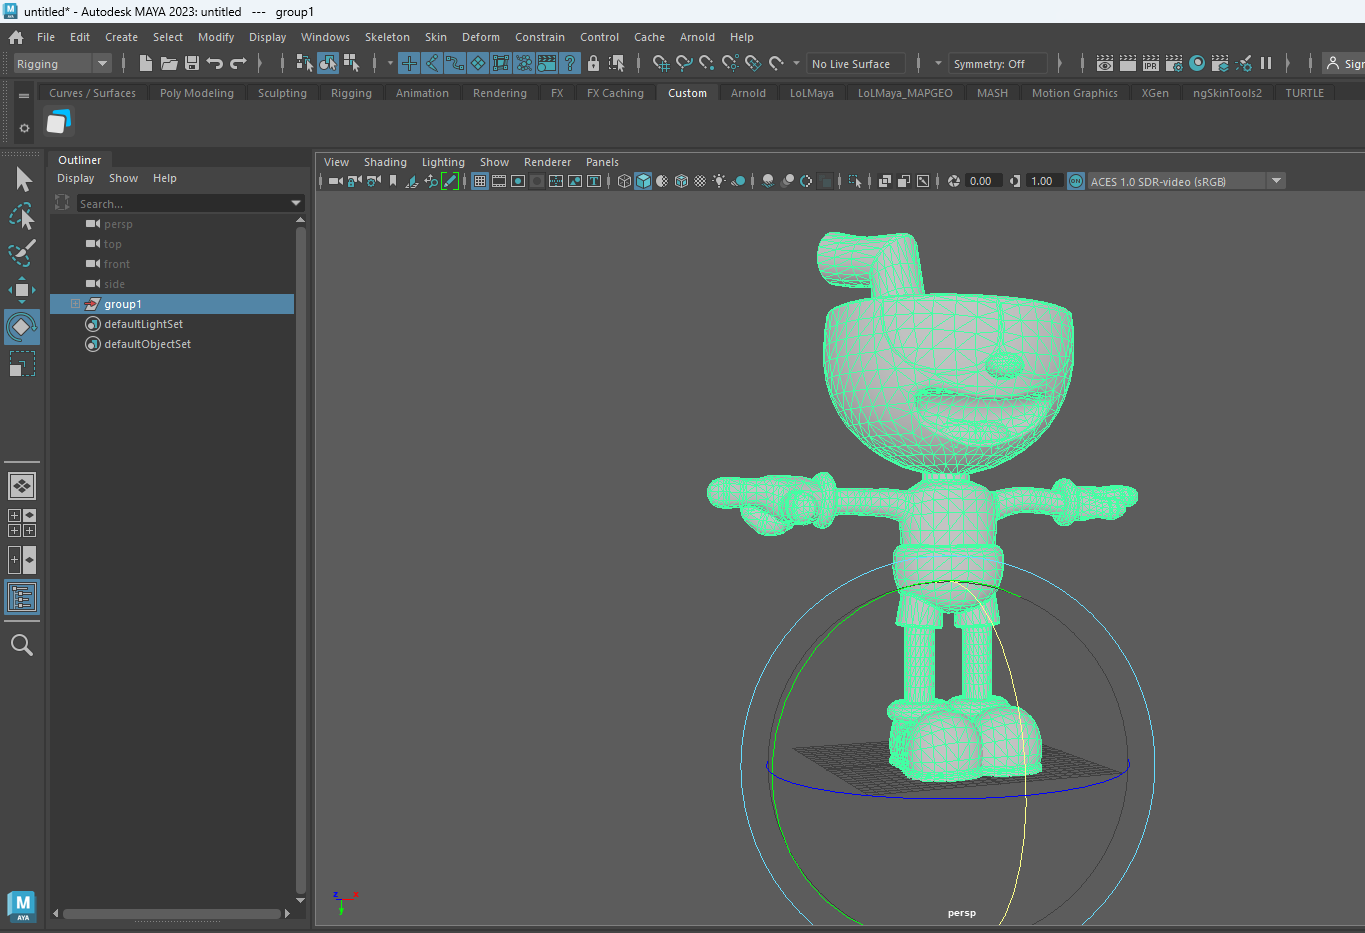 untitled* - Autodesk MAYA 2023: untitled --- group1
File Edit Create Select Modify Display Windows Skeleton Skin Deform Constrain Control Cache Arnold Help
Rigging No Live Surface Symmetry: Off Sign
Curves / Surfaces Poly Modeling Sculpting Rigging Animation Rendering FX FX Caching Custom Arnold LoLMaya LoLMaya_MAPGEO MASH Motion Graphics XGen ngSkinTools2 TURTLE
Outliner
Display Show Help
Search...
persp
top
front
side
group1
defaultLightSet
defaultObjectSet
View Shading Lighting Show Renderer Panels
0.00 1.00 ON ACES 1.0 SDR-video (sRGB)
IPR
z x
y
persp
M
AYA